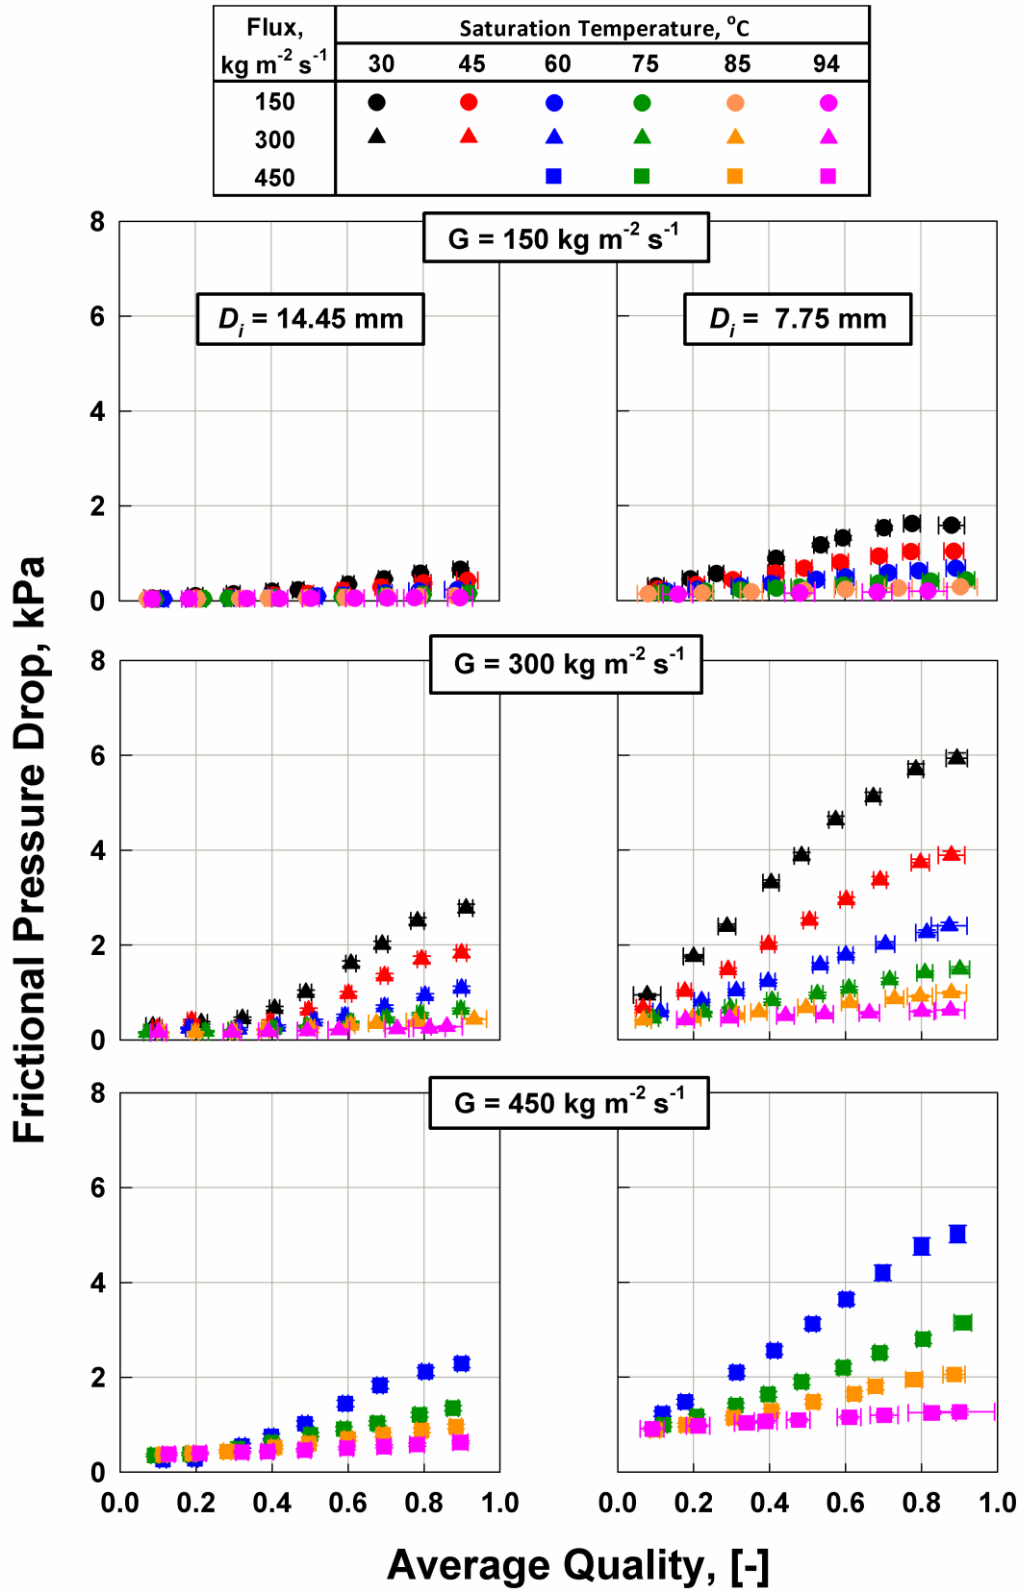 Flux, Saturation Temperature, °C
kg m⁻² s⁻¹ 30 45 60 75 85 94
150
300
450
G = 150 kg m⁻² s⁻¹
Dᵢ = 14.45 mm
Dᵢ = 7.75 mm
8
6
4
2
0
G = 300 kg m⁻² s⁻¹
8
6
4
2
0
G = 450 kg m⁻² s⁻¹
8
6
4
2
0
0.0 0.2 0.4 0.6 0.8 1.0
0.0 0.2 0.4 0.6 0.8 1.0
Frictional Pressure Drop, kPa
Average Quality, [-]